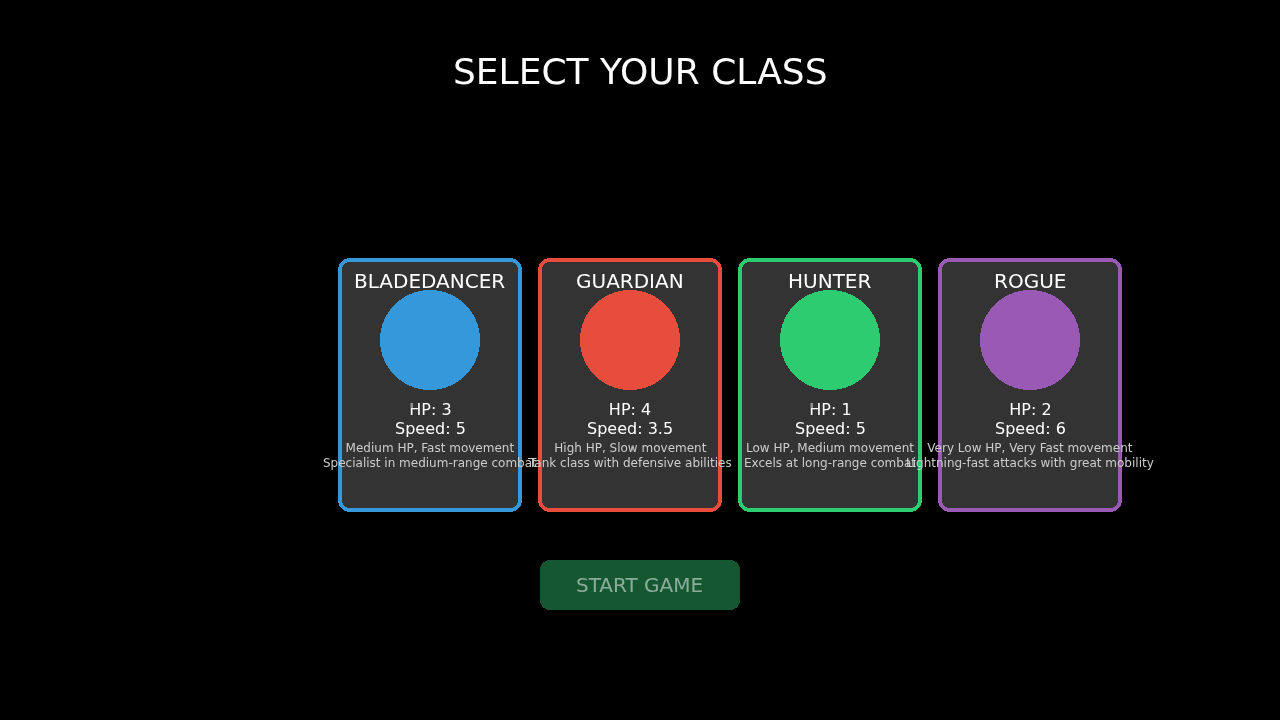 SELECT YOUR CLASS
BLADEDANCER
HP: 3
Speed: 5
Medium HP, Fast movement
Specialist in medium-range combat
GUARDIAN
HP: 4
Speed: 3.5
High HP, Slow movement
Tank class with defensive abilities
HUNTER
HP: 1
Speed: 5
Low HP, Medium movement
Excels at long-range combat
ROGUE
HP: 2
Speed: 6
Very Low HP, Very Fast movement
Lightning-fast attacks with great mobility
START GAME